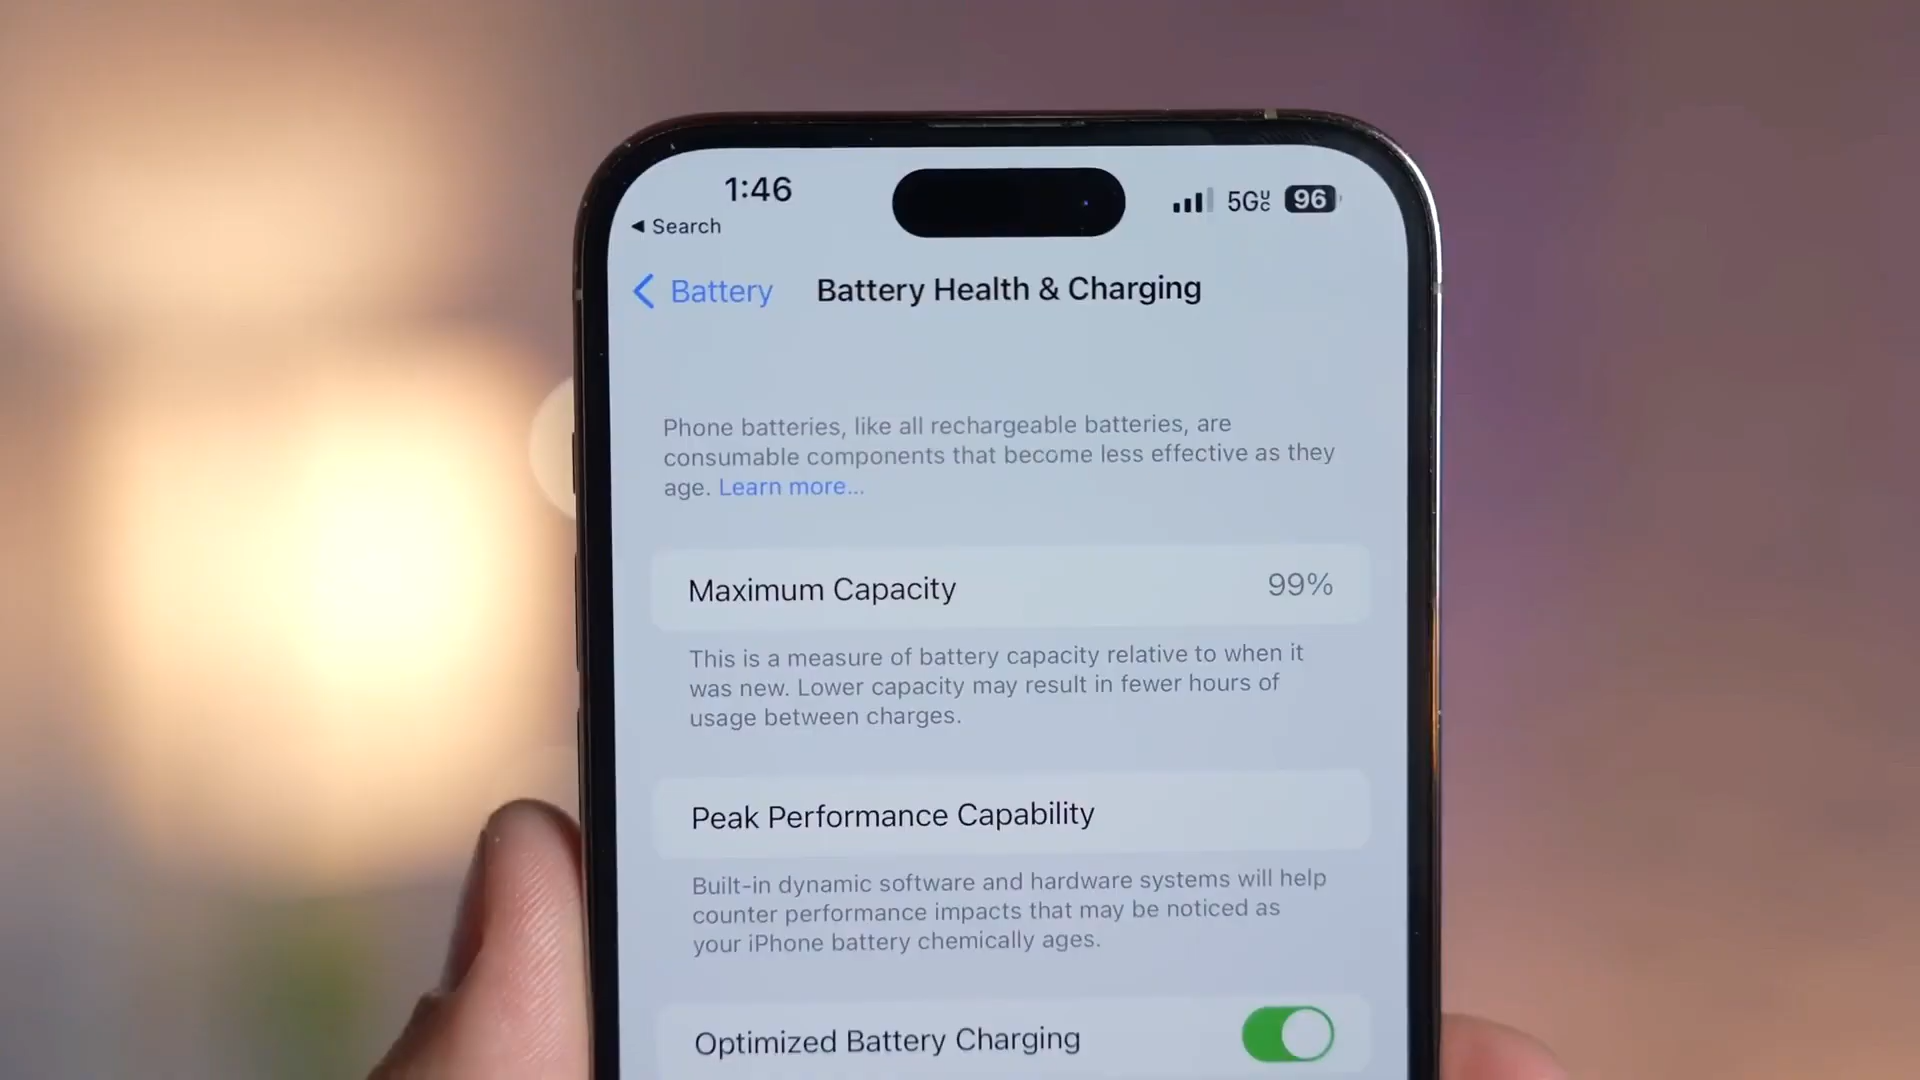 1:46
5G UC 96
◀ Search
Battery Battery Health & Charging
Phone batteries, like all rechargeable batteries, are
consumable components that become less effective as they
age. Learn more...
Maximum Capacity 99%
This is a measure of battery capacity relative to when it
was new. Lower capacity may result in fewer hours of
usage between charges.
Peak Performance Capability
Built-in dynamic software and hardware systems will help
counter performance impacts that may be noticed as
your iPhone battery chemically ages.
Optimized Battery Charging